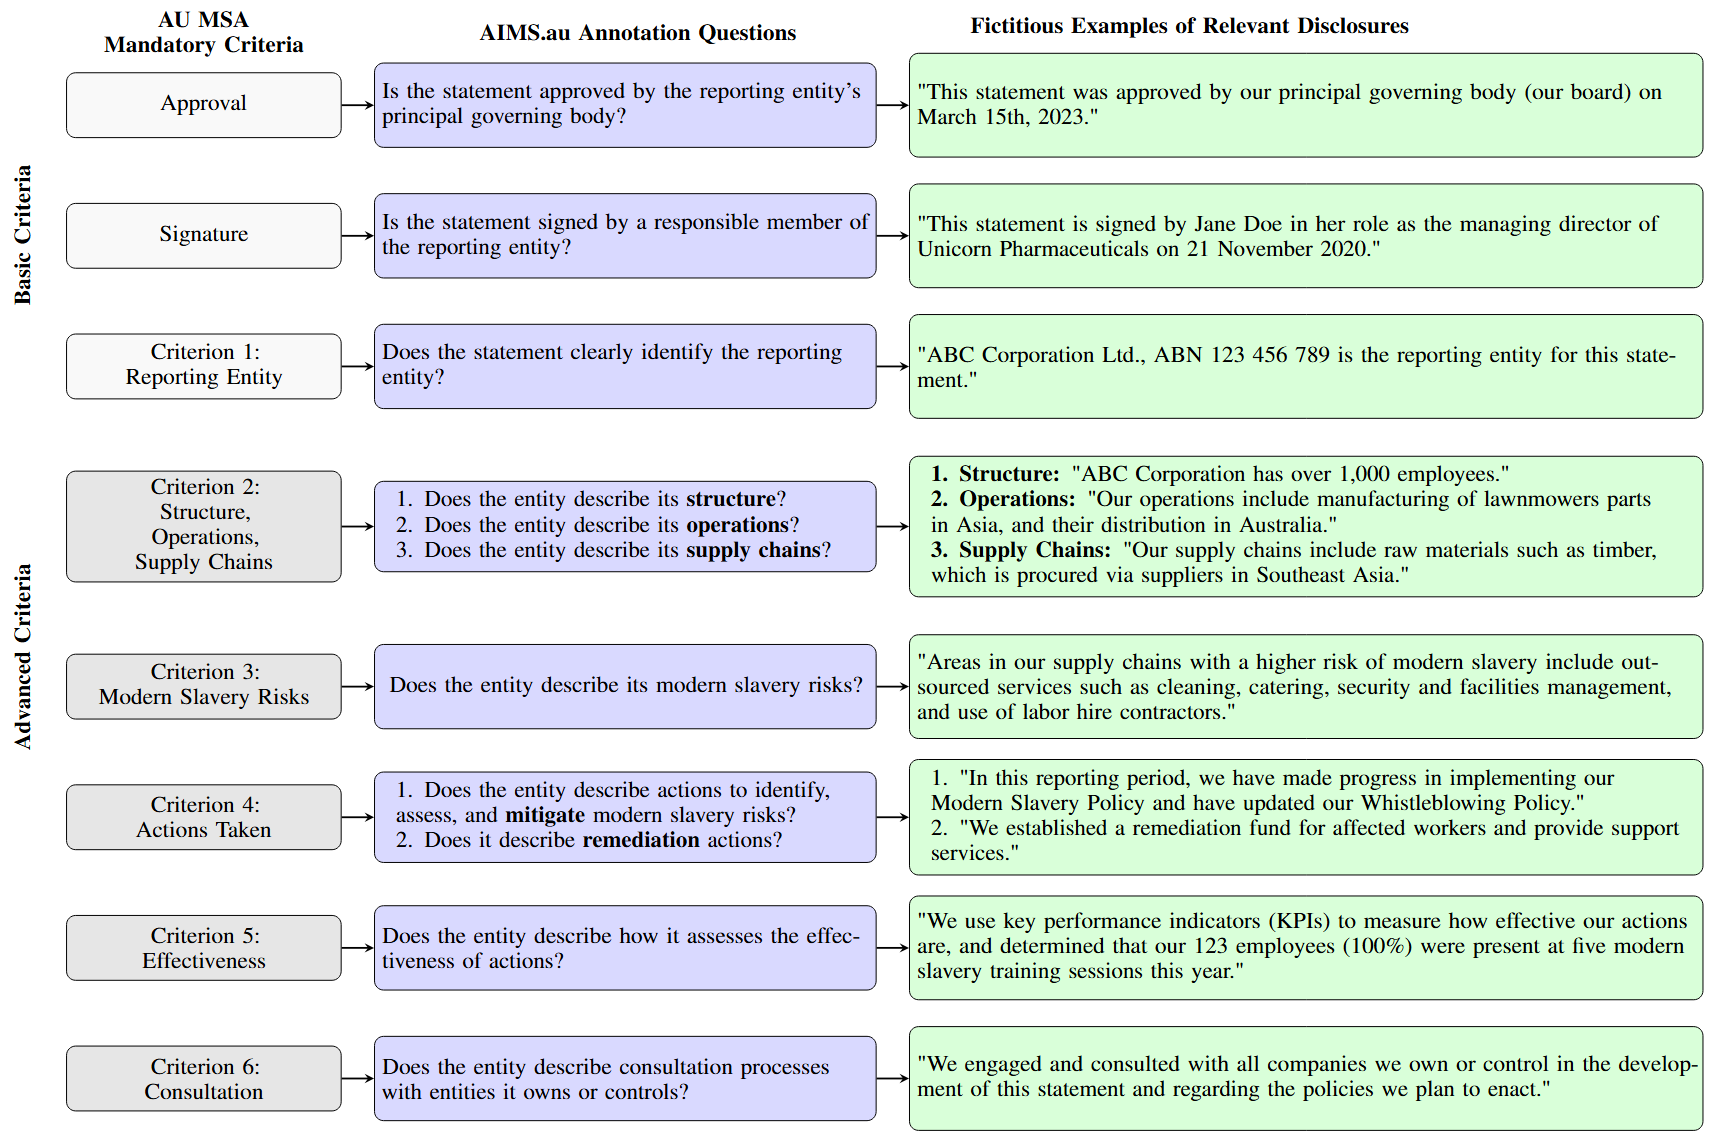 AU MSA
Mandatory Criteria
AIMS.au Annotation Questions
Fictitious Examples of Relevant Disclosures
Basic Criteria
Approval
Is the statement approved by the reporting entity’s
principal governing body?
"This statement was approved by our principal governing body (our board) on
March 15th, 2023."
Signature
Is the statement signed by a responsible member of
the reporting entity?
"This statement is signed by Jane Doe in her role as the managing director of
Unicorn Pharmaceuticals on 21 November 2020."
Criterion 1:
Reporting Entity
Does the statement clearly identify the reporting
entity?
"ABC Corporation Ltd., ABN 123 456 789 is the reporting entity for this state-
ment."
Advanced Criteria
Criterion 2:
Structure,
Operations,
Supply Chains
1. Does the entity describe its structure?
2. Does the entity describe its operations?
3. Does the entity describe its supply chains?
1. Structure: "ABC Corporation has over 1,000 employees."
2. Operations: "Our operations include manufacturing of lawnmowers parts
in Asia, and their distribution in Australia."
3. Supply Chains: "Our supply chains include raw materials such as timber,
which is procured via suppliers in Southeast Asia."
Criterion 3:
Modern Slavery Risks
Does the entity describe its modern slavery risks?
"Areas in our supply chains with a higher risk of modern slavery include out-
sourced services such as cleaning, catering, security and facilities management,
and use of labor hire contractors."
Criterion 4:
Actions Taken
1. Does the entity describe actions to identify,
assess, and mitigate modern slavery risks?
2. Does it describe remediation actions?
1. "In this reporting period, we have made progress in implementing our
Modern Slavery Policy and have updated our Whistleblowing Policy."
2. "We established a remediation fund for affected workers and provide support
services."
Criterion 5:
Effectiveness
Does the entity describe how it assesses the effec-
tiveness of actions?
"We use key performance indicators (KPIs) to measure how effective our actions
are, and determined that our 123 employees (100%) were present at five modern
slavery training sessions this year."
Criterion 6:
Consultation
Does the entity describe consultation processes
with entities it owns or controls?
"We engaged and consulted with all companies we own or control in the develop-
ment of this statement and regarding the policies we plan to enact."